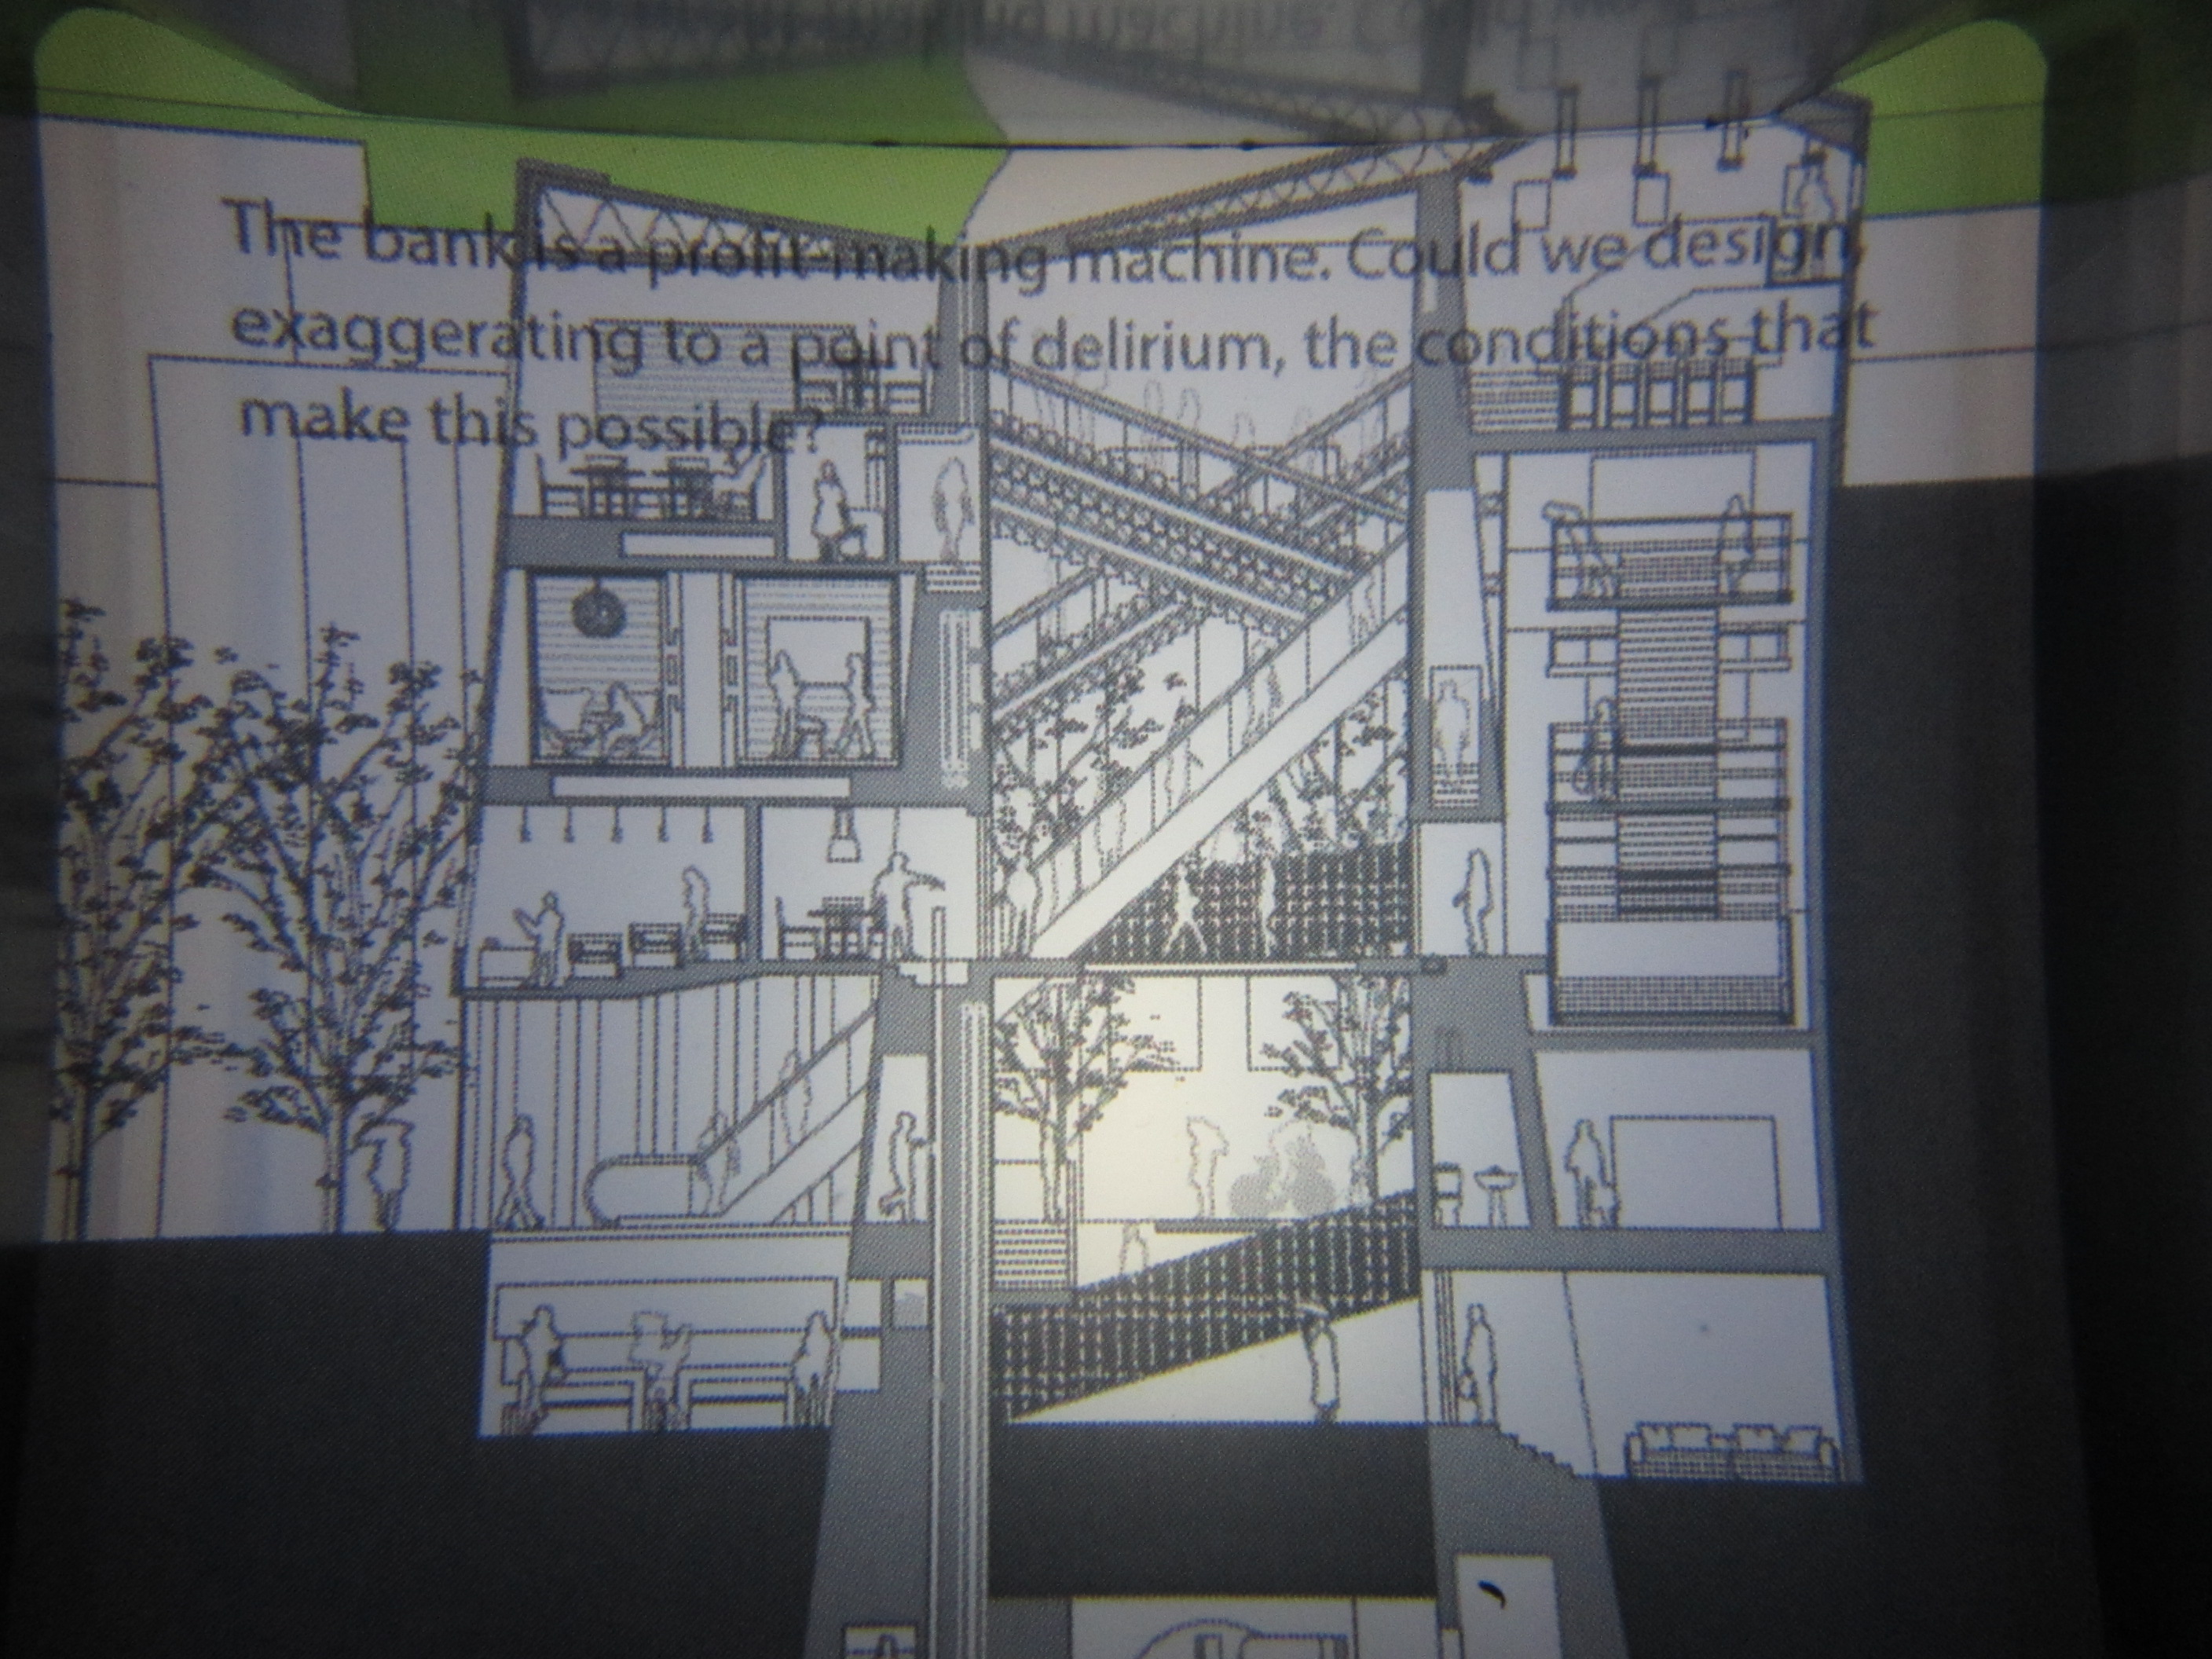 The bank is a profit-making machine. Could we design,
exaggerating to a point of delirium, the conditions that
make this possible?